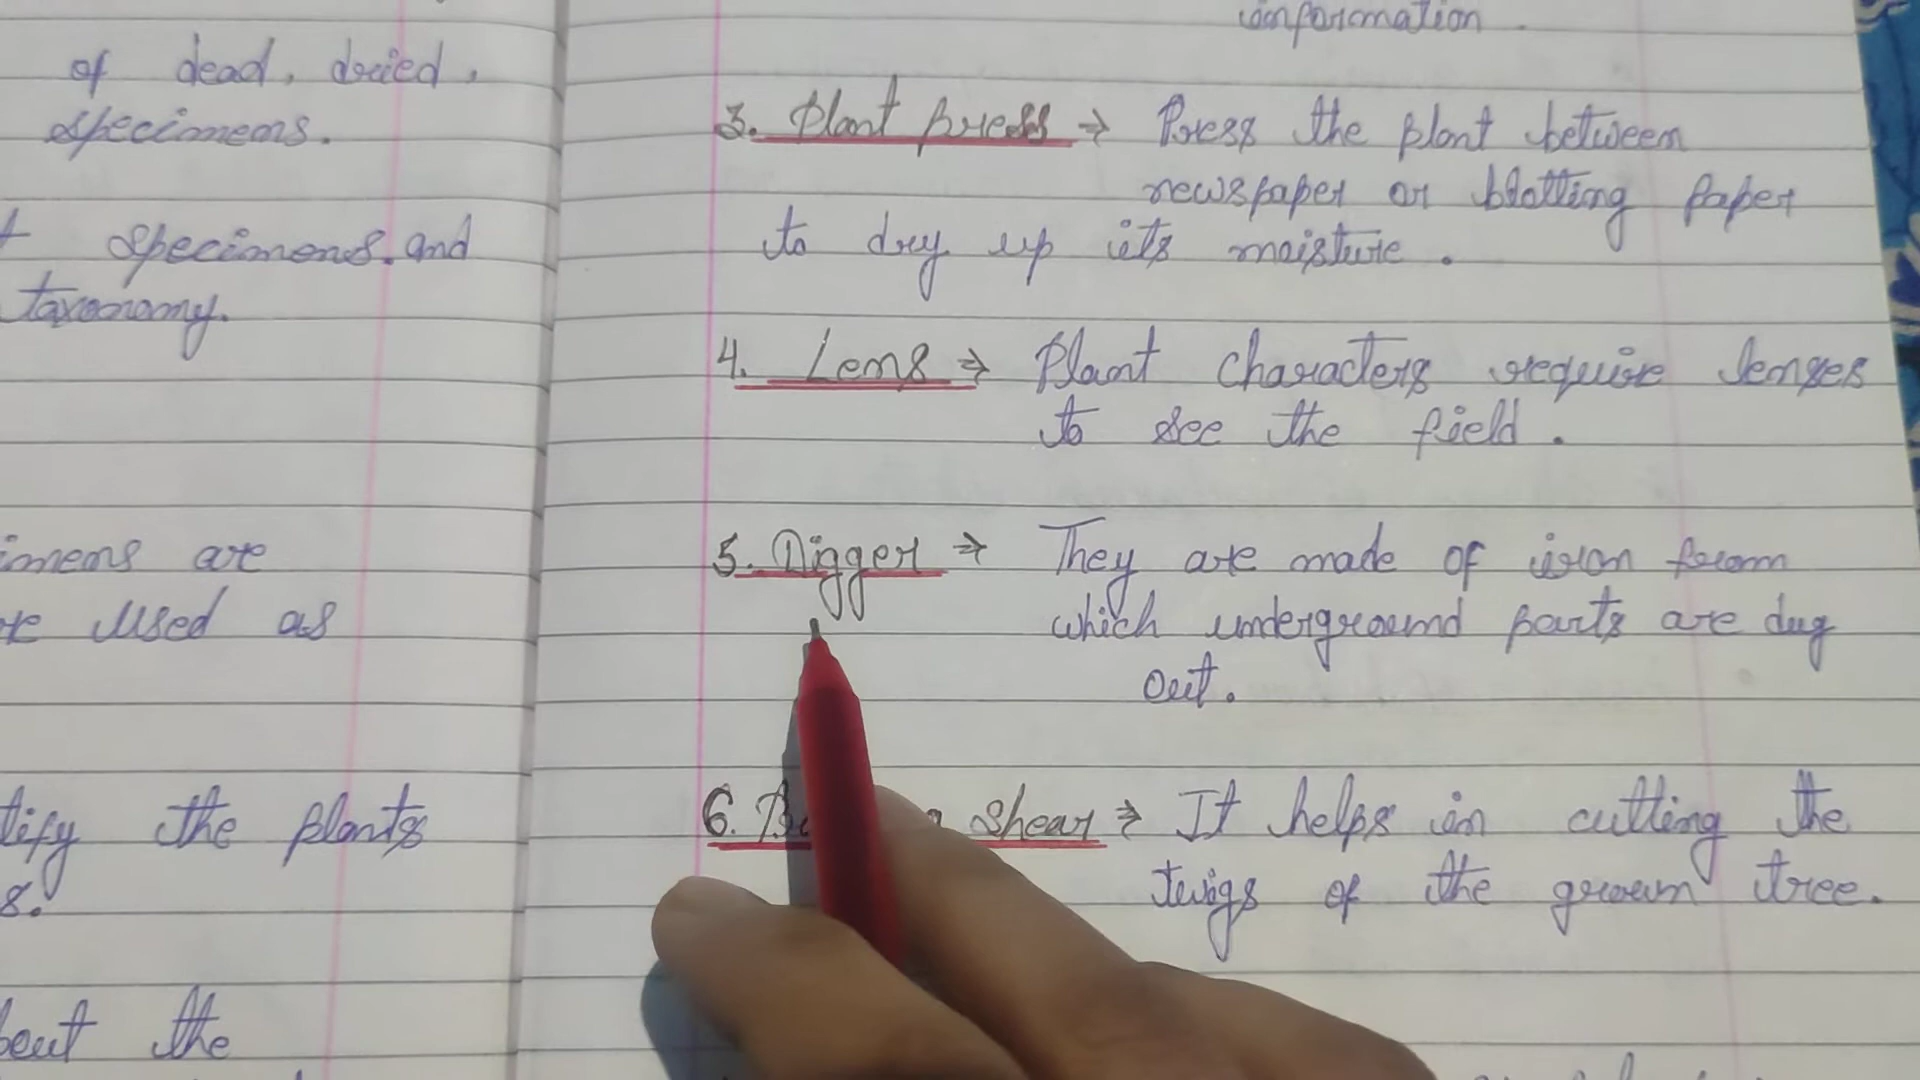 of dead, dried,
specimens.
specimens and
taxonomy.
are
used as
the plants
the
information.
3. Plant press → Press the plant between
newspaper or blotting paper
to dry up its moisture.
4. Lens → Plant characters require lenses
to see the field.
5. Digger → They are made of iron from
which underground parts are dug
out.
6. shear → It helps in cutting the
twigs of the grown tree.